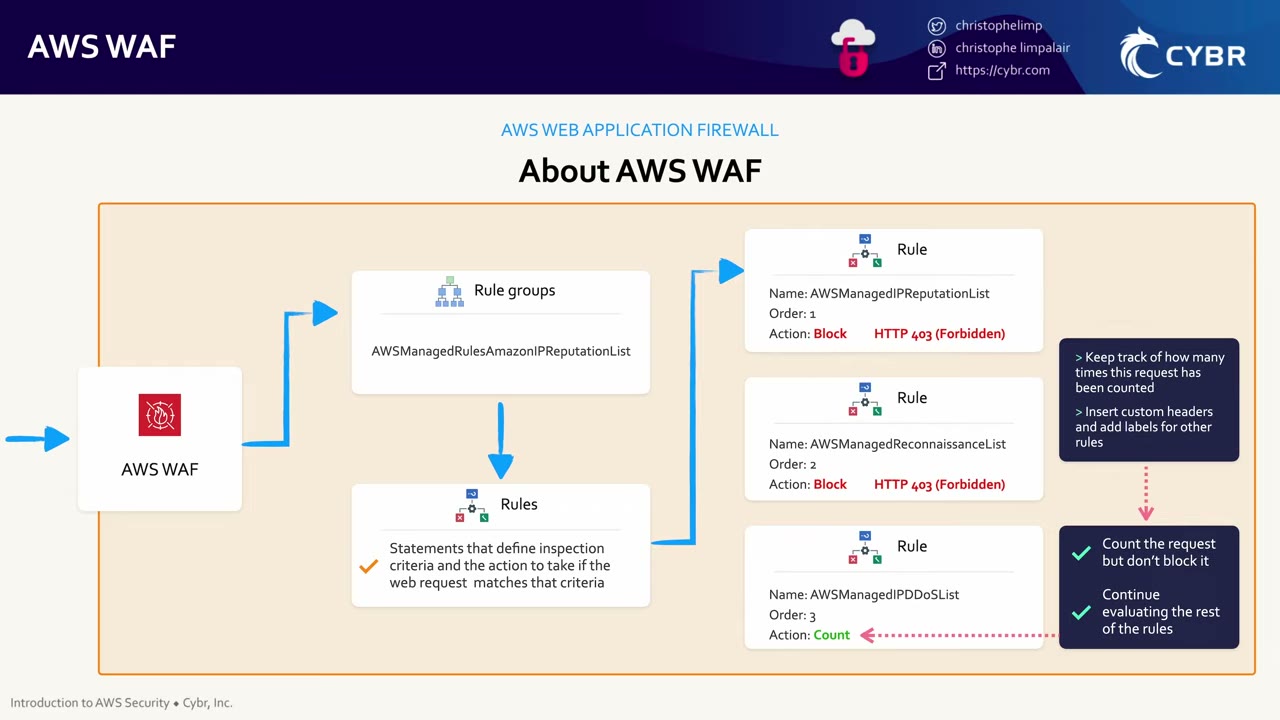 AWS WAF
christophelimp
christophe limpalair
https://cybr.com
CYBR
AWS WEB APPLICATION FIREWALL
About AWS WAF
AWS WAF
Rule groups
AWSManagedRulesAmazonIPReputationList
Rules
Statements that define inspection
criteria and the action to take if the
web request matches that criteria
Rule
Name: AWSManagedIPReputationList
Order: 1
Action: Block HTTP 403 (Forbidden)
Rule
Name: AWSManagedReconnaissanceList
Order: 2
Action: Block HTTP 403 (Forbidden)
Rule
Name: AWSManagedIPDDoSList
Order: 3
Action: Count
> Keep track of how many
times this request has
been counted
> Insert custom headers
and add labels for other
rules
Count the request
but don't block it
Continue
evaluating the rest
of the rules
Introduction to AWS Security ◆ Cybr, Inc.